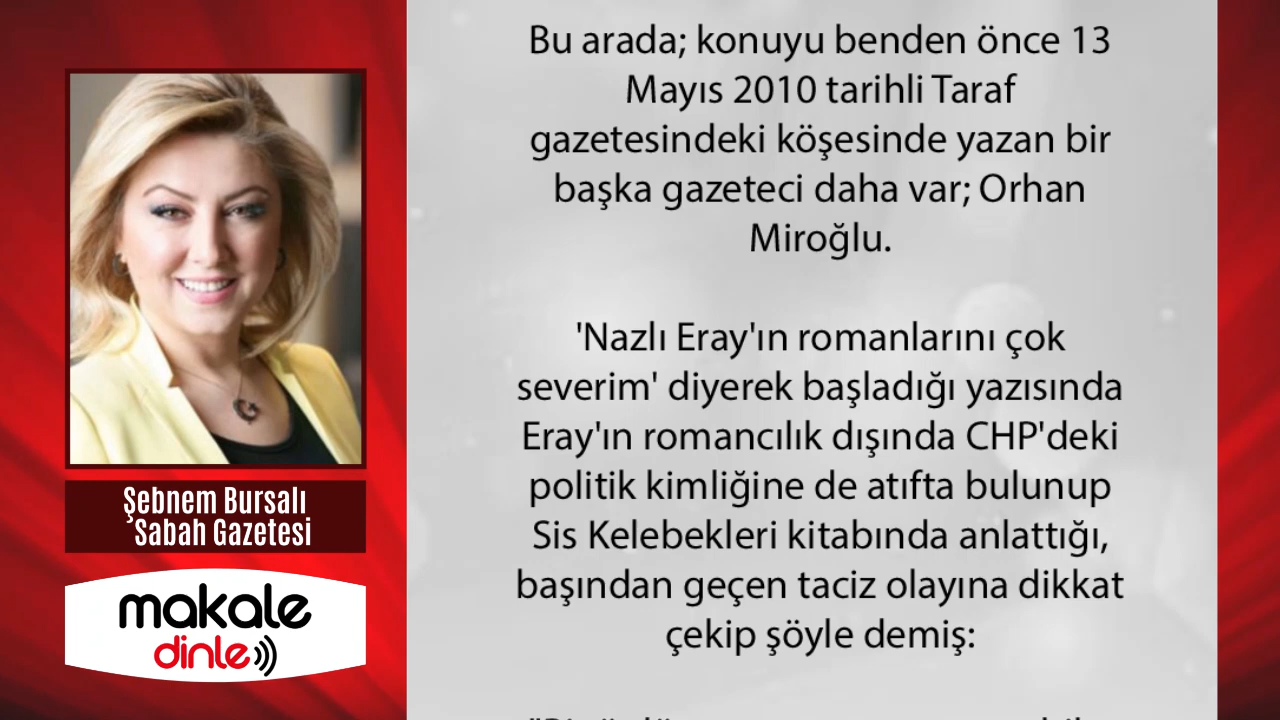 Bu arada; konuyu benden önce 13
Mayıs 2010 tarihli Taraf
gazetesindeki köşesinde yazan bir
başka gazeteci daha var; Orhan
Miroğlu.
'Nazlı Eray'ın romanlarını çok
severim' diyerek başladığı yazısında
Eray'ın romancılık dışında CHP'deki
politik kimliğine de atıfta bulunup
Sis Kelebekleri kitabında anlattığı,
başından geçen taciz olayına dikkat
çekip şöyle demiş:
Şebnem Bursalı
Sabah Gazetesi
makale
dinle